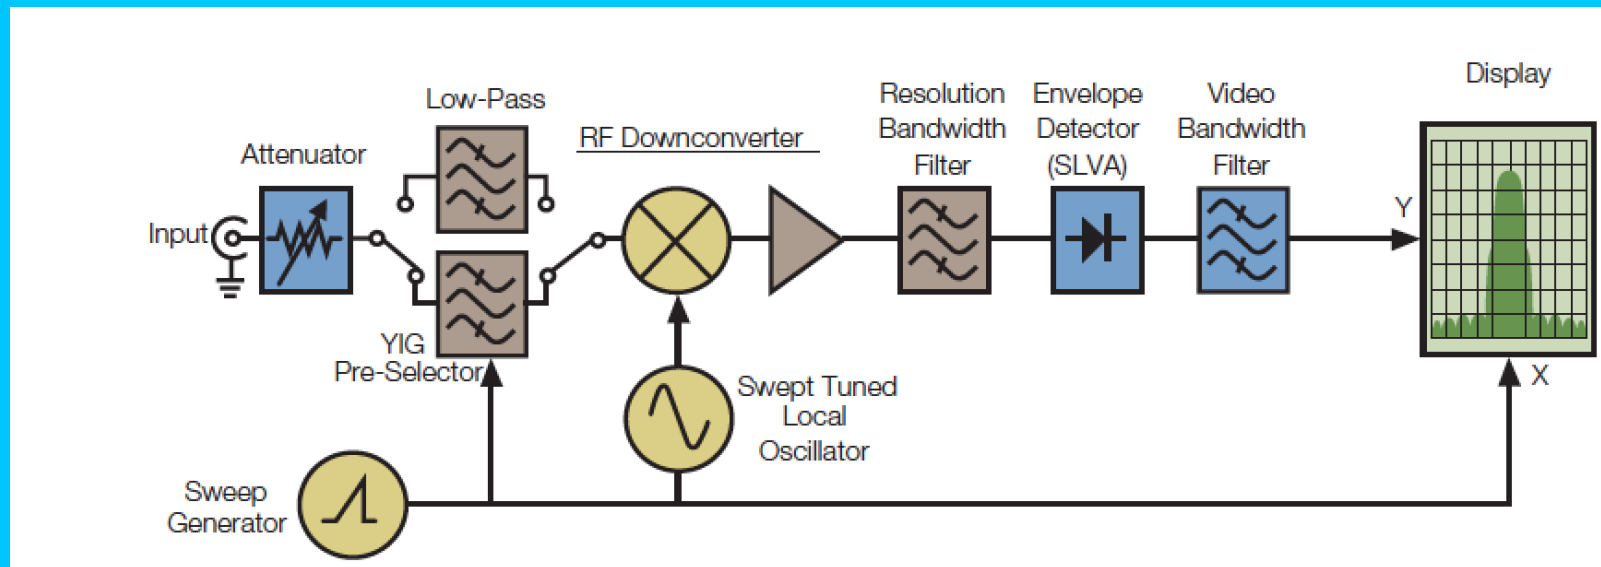 Display
Resolution
Bandwidth
Filter
Envelope
Detector
(SLVA)
Video
Bandwidth
Filter
Low-Pass
RF Downconverter
Attenuator
Input
Y
YIG
Pre-Selector
X
Swept Tuned
Local
Oscillator
Sweep
Generator